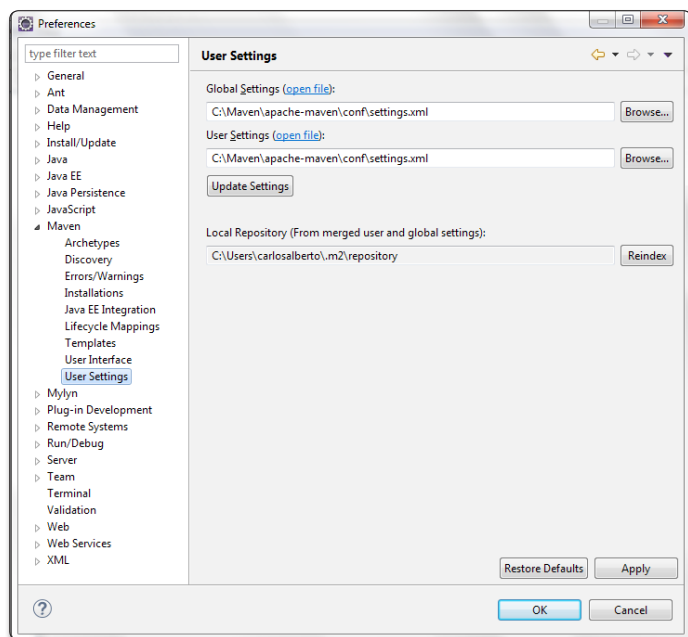 Preferences
type filter text
General
Ant
Data Management
Help
Install/Update
Java
Java EE
Java Persistence
JavaScript
Maven
Archetypes
Discovery
Errors/Warnings
Installations
Java EE Integration
Lifecycle Mappings
Templates
User Interface
User Settings
Mylyn
Plug-in Development
Remote Systems
Run/Debug
Server
Team
Terminal
Validation
Web
Web Services
XML
User Settings
Global Settings (open file):
C:\Maven\apache-maven\conf\settings.xml Browse...
User Settings (open file):
C:\Maven\apache-maven\conf\settings.xml Browse...
Update Settings
Local Repository (From merged user and global settings):
C:\Users\carlosalberto\.m2\repository Reindex
Restore Defaults Apply
? OK Cancel